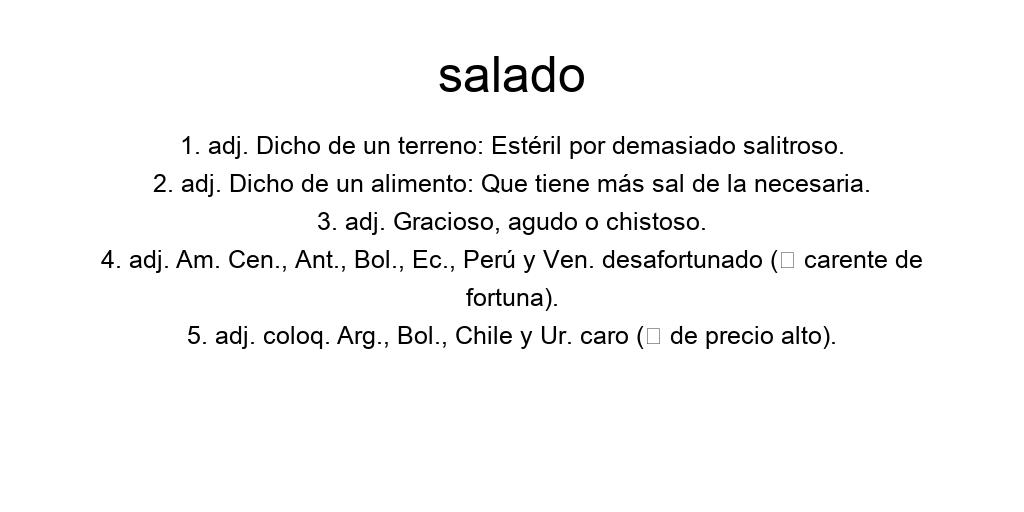 salado
1. adj. Dicho de un terreno: Estéril por demasiado salitroso.
2. adj. Dicho de un alimento: Que tiene más sal de la necesaria.
3. adj. Gracioso, agudo o chistoso.
4. adj. Am. Cen., Ant., Bol., Ec., Perú y Ven. desafortunado (▯ carente de
fortuna).
5. adj. coloq. Arg., Bol., Chile y Ur. caro (▯ de precio alto).